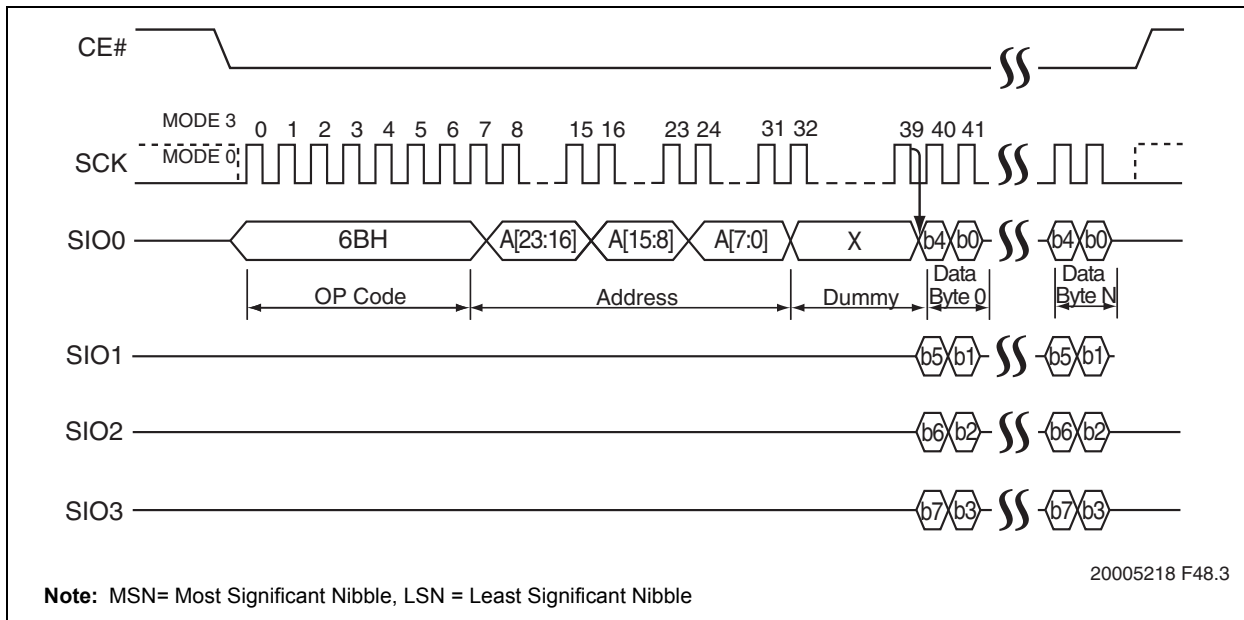 CE#
MODE 3
0 1 2 3 4 5 6 7 8 15 16 23 24 31 32 39 40 41
SCK
MODE 0
SIO0
6BH
A[23:16]
A[15:8]
A[7:0]
X
b4
b0
b4
b0
OP Code
Address
Dummy
Data
Byte 0
Data
Byte N
SIO1
b5
b1
b5
b1
SIO2
b6
b2
b6
b2
SIO3
b7
b3
b7
b3
20005218 F48.3
Note: MSN= Most Significant Nibble, LSN = Least Significant Nibble